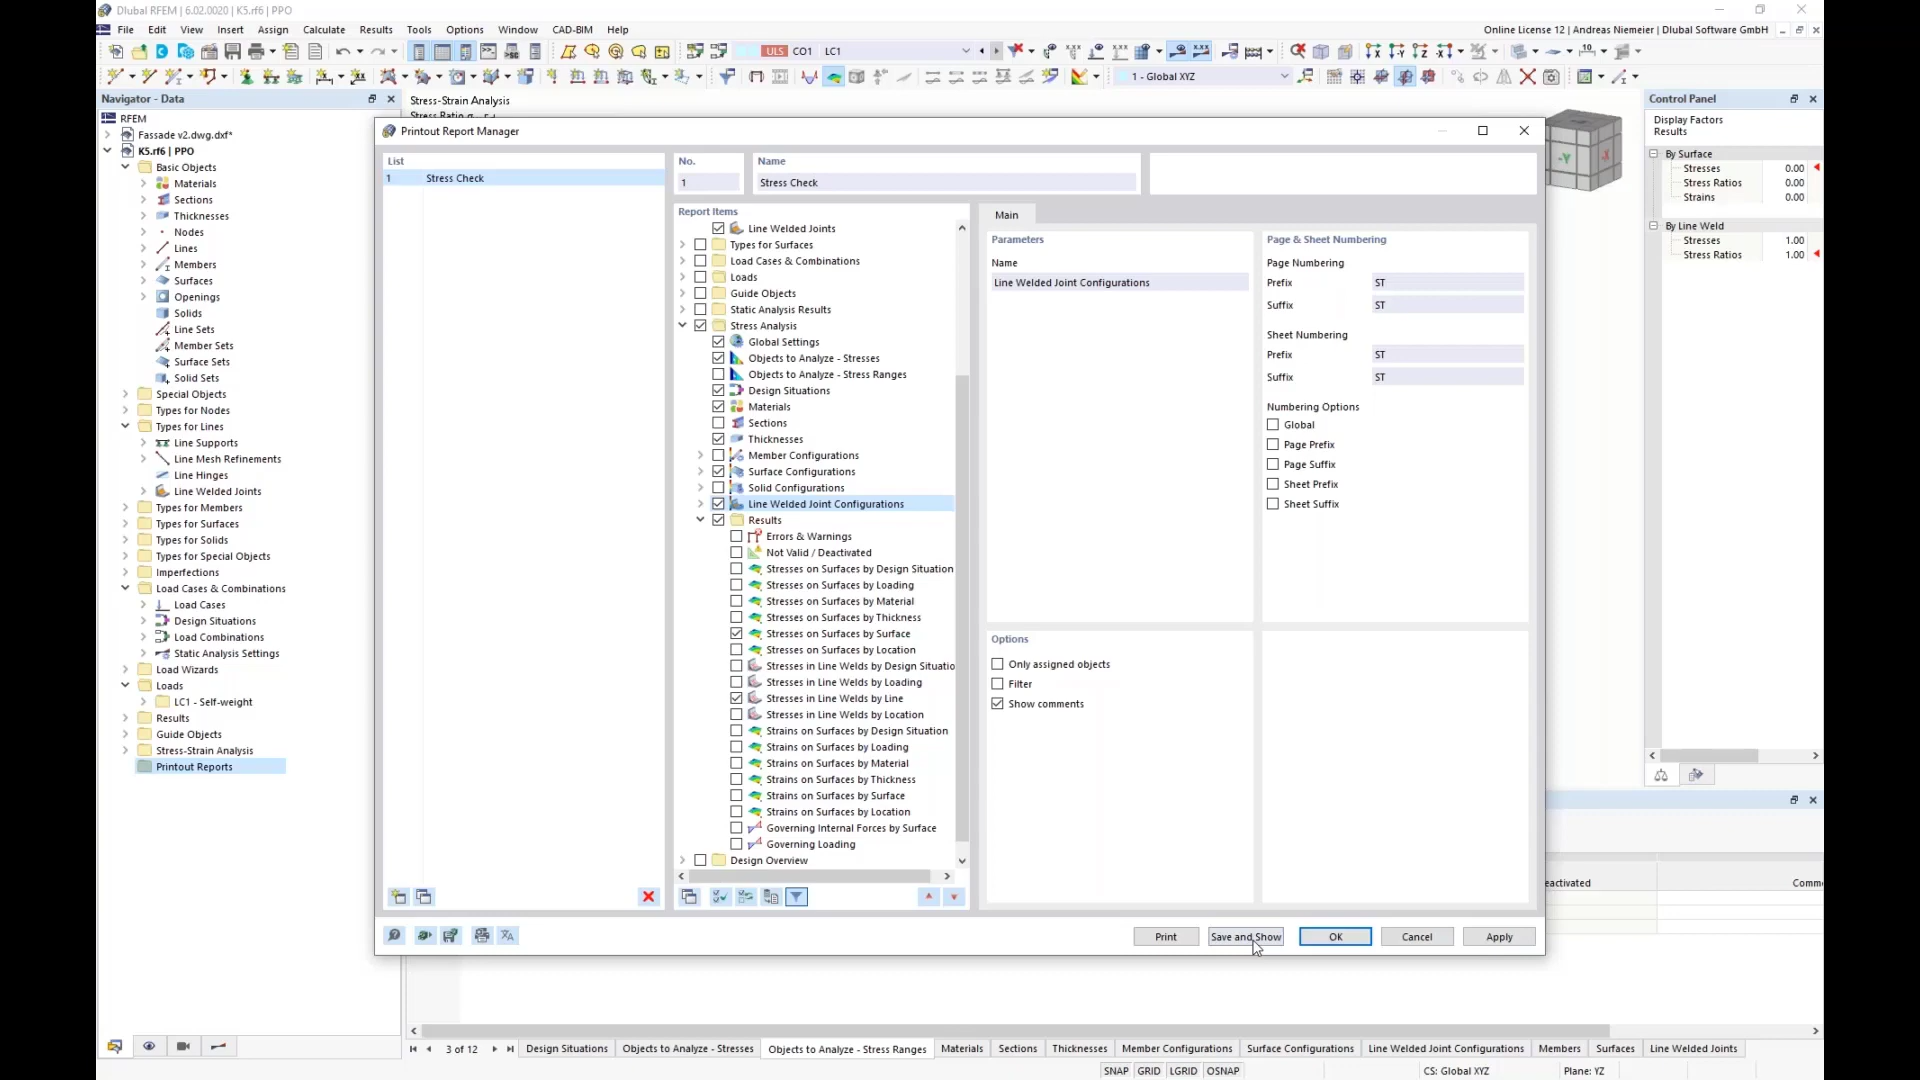 Dlubal RFEM | 6.02.0020 | K5.rf6 | PPO
File Edit View Insert Assign Calculate Results Tools Options Window CAD-BIM Help
Online License 12 | Andreas Niemeier | Dlubal Software GmbH
ULS CO1 LC1
1 - Global XYZ
Navigator - Data
RFEM
Fassade v2.dwg.dxf*
K5.rf6 | PPO
Basic Objects
Materials
Sections
Thicknesses
Nodes
Lines
Members
Surfaces
Openings
Solids
Line Sets
Member Sets
Surface Sets
Solid Sets
Special Objects
Types for Nodes
Types for Lines
Line Supports
Line Mesh Refinements
Line Hinges
Line Welded Joints
Types for Members
Types for Surfaces
Types for Solids
Types for Special Objects
Imperfections
Load Cases & Combinations
Load Cases
Design Situations
Load Combinations
Static Analysis Settings
Load Wizards
Loads
LC1 - Self-weight
Results
Guide Objects
Stress-Strain Analysis
Printout Reports
Stress-Strain Analysis
Printout Report Manager
List
1 Stress Check
No.
1
Name
Stress Check
Report Items
Line Welded Joints
Types for Surfaces
Load Cases & Combinations
Loads
Guide Objects
Static Analysis Results
Stress Analysis
Global Settings
Objects to Analyze - Stresses
Objects to Analyze - Stress Ranges
Design Situations
Materials
Sections
Thicknesses
Member Configurations
Surface Configurations
Solid Configurations
Line Welded Joint Configurations
Results
Errors & Warnings
Not Valid / Deactivated
Stresses on Surfaces by Design Situation
Stresses on Surfaces by Loading
Stresses on Surfaces by Material
Stresses on Surfaces by Thickness
Stresses on Surfaces by Surface
Stresses on Surfaces by Location
Stresses in Line Welds by Design Situatio
Stresses in Line Welds by Loading
Stresses in Line Welds by Line
Stresses in Line Welds by Location
Strains on Surfaces by Design Situation
Strains on Surfaces by Loading
Strains on Surfaces by Material
Strains on Surfaces by Thickness
Strains on Surfaces by Surface
Strains on Surfaces by Location
Governing Internal Forces by Surface
Governing Loading
Design Overview
Main
Parameters
Name
Line Welded Joint Configurations
Options
Only assigned objects
Filter
Show comments
Page & Sheet Numbering
Page Numbering
Prefix ST
Suffix ST
Sheet Numbering
Prefix ST
Suffix ST
Numbering Options
Global
Page Prefix
Page Suffix
Sheet Prefix
Sheet Suffix
Print Save and Show OK Cancel Apply
-Y X
Control Panel
Display Factors
Results
By Surface
Stresses 0.00
Stress Ratios 0.00
Strains 0.00
By Line Weld
Stresses 1.00
Stress Ratios 1.00
eactivated Comm
3 of 12 Design Situations Objects to Analyze - Stresses Objects to Analyze - Stress Ranges Materials Sections Thicknesses Member Configurations Surface Configurations Line Welded Joint Configurations Members Surfaces Line Welded Joints
SNAP GRID LGRID OSNAP CS: Global XYZ Plane: YZ